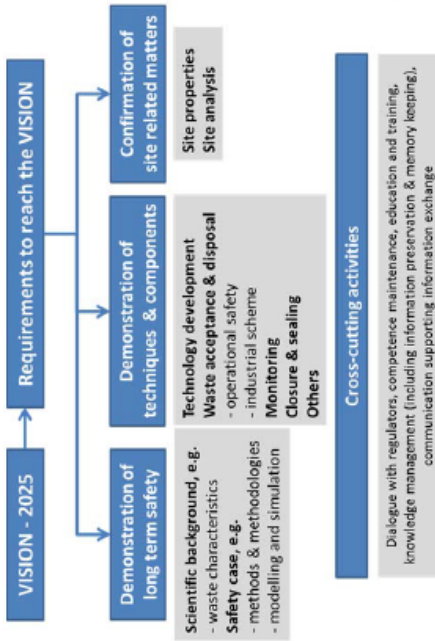 VISION - 2025
Requirements to reach the VISION
Demonstration of
long term safety
Scientific background, e.g.
- waste characteristics
Safety case, e.g.
- methods & methodologies
- modelling and simulation
Demonstration of
techniques & components
Technology development
Waste acceptance & disposal
- operational safety
- industrial scheme
Monitoring
Closure & sealing
Others
Confirmation of
site related matters
Site properties
Site analysis
Cross-cutting activities
Dialogue with regulators, competence maintenance, education and training,
knowledge management (including information preservation & memory keeping),
communication supporting information exchange